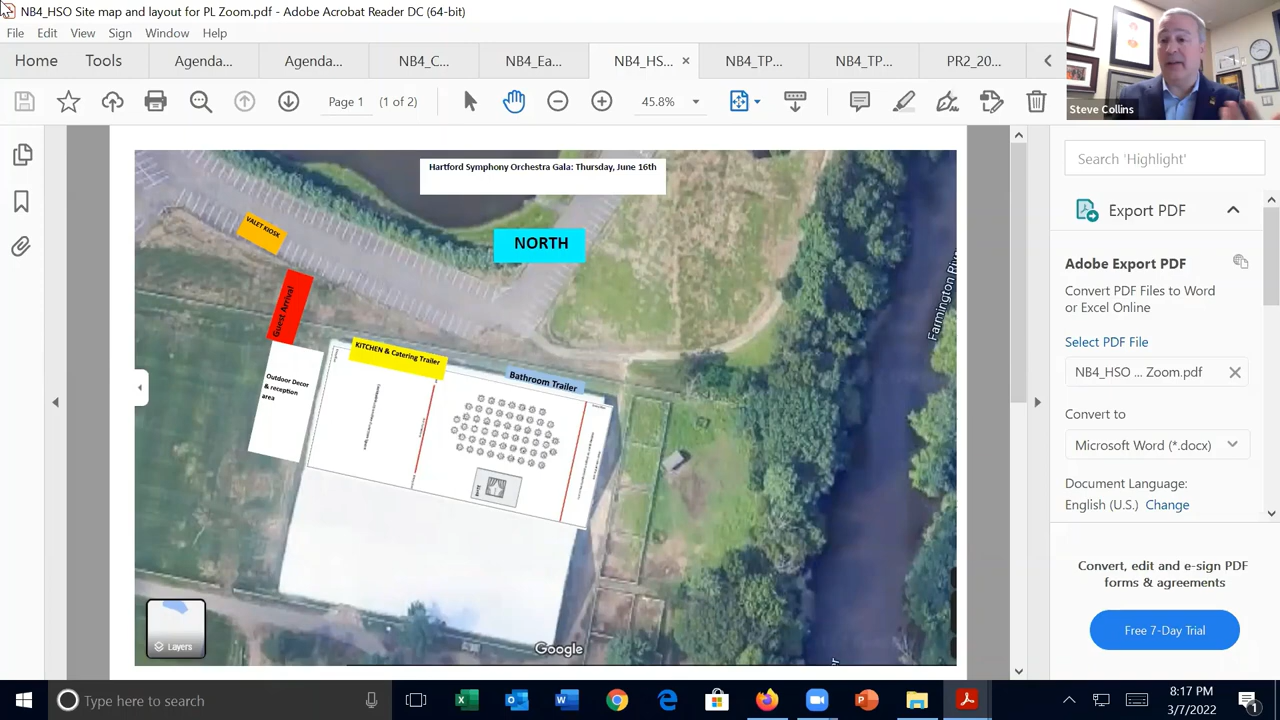 NB4_HSO Site map and layout for PL Zoom.pdf - Adobe Acrobat Reader DC (64-bit)
File Edit View Sign Window Help
Home Tools Agenda... Agenda... NB4_C... NB4_Ea... NB4_HS... × NB4_TP... NB4_TP... PR2_20...
Page 1 (1 of 2) 45.8%
Steve Collins
Hartford Symphony Orchestra Gala: Thursday, June 16th
VALET KIOSK
NORTH
Guest Arrival
Farmington Riv
KITCHEN & Catering Trailer
Bathroom Trailer
Outdoor Decor
& reception
area
Layers
Google
Search 'Highlight'
Export PDF
Adobe Export PDF
Convert PDF Files to Word
or Excel Online
Select PDF File
NB4_HSO ... Zoom.pdf
Convert to
Microsoft Word (*.docx)
Document Language:
English (U.S.) Change
Convert, edit and e-sign PDF
forms & agreements
Free 7-Day Trial
Type here to search
8:17 PM
3/7/2022
1